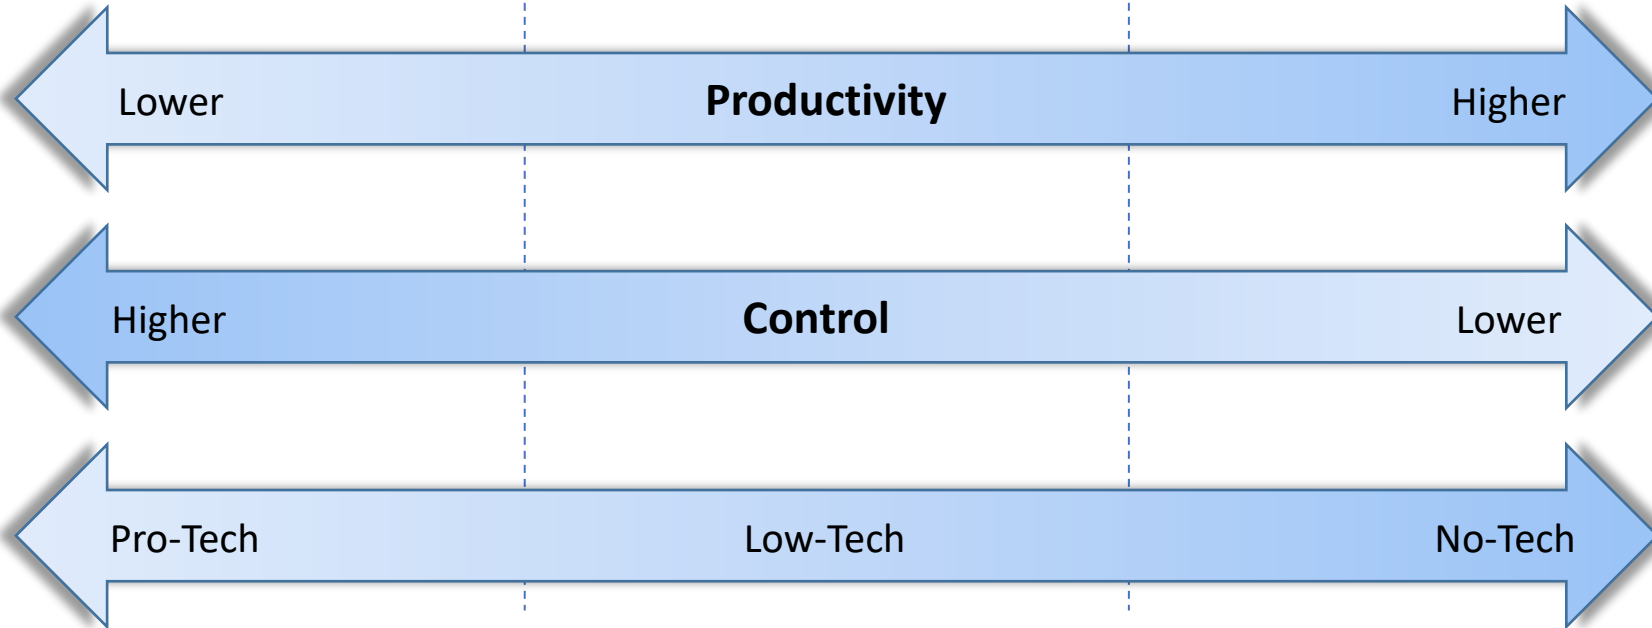 Lower Productivity Higher
Higher Control Lower
Pro-Tech Low-Tech No-Tech